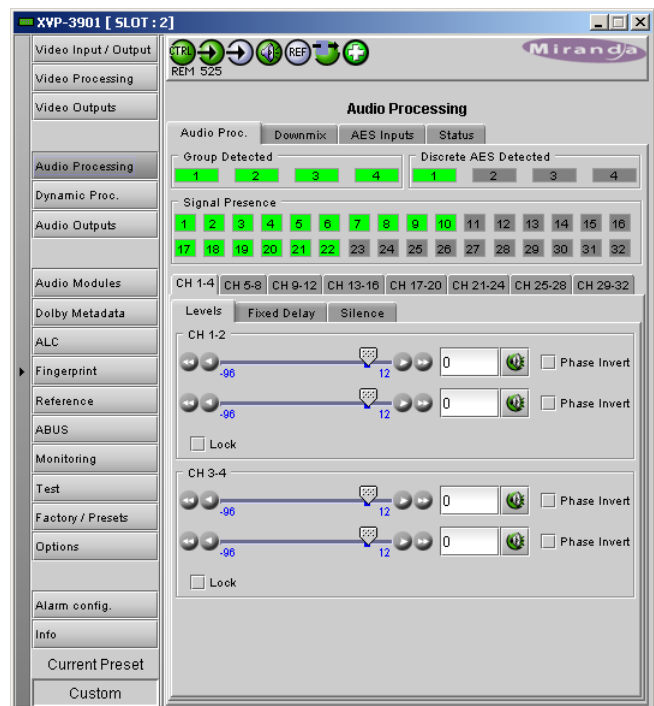 XVP-3901 [ SLOT : 2]
Video Input / Output
Video Processing
Video Outputs
Audio Processing
Dynamic Proc.
Audio Outputs
Audio Modules
Dolby Metadata
ALC
Fingerprint
Reference
ABUS
Monitoring
Test
Factory / Presets
Options
Alarm config.
Info
Current Preset
Custom
CTRL REF
REM 525
Miranda
Audio Processing
Audio Proc. Downmix AES Inputs Status
Group Detected
1 2 3 4
Discrete AES Detected
1 2 3 4
Signal Presence
1 2 3 4 5 6 7 8 9 10 11 12 13 14 15 16
17 18 19 20 21 22 23 24 25 26 27 28 29 30 31 32
CH 1-4 CH 5-8 CH 9-12 CH 13-16 CH 17-20 CH 21-24 CH 25-28 CH 29-32
Levels Fixed Delay Silence
CH 1-2
-96 12 0 Phase Invert
-96 12 0 Phase Invert
Lock
CH 3-4
-96 12 0 Phase Invert
-96 12 0 Phase Invert
Lock